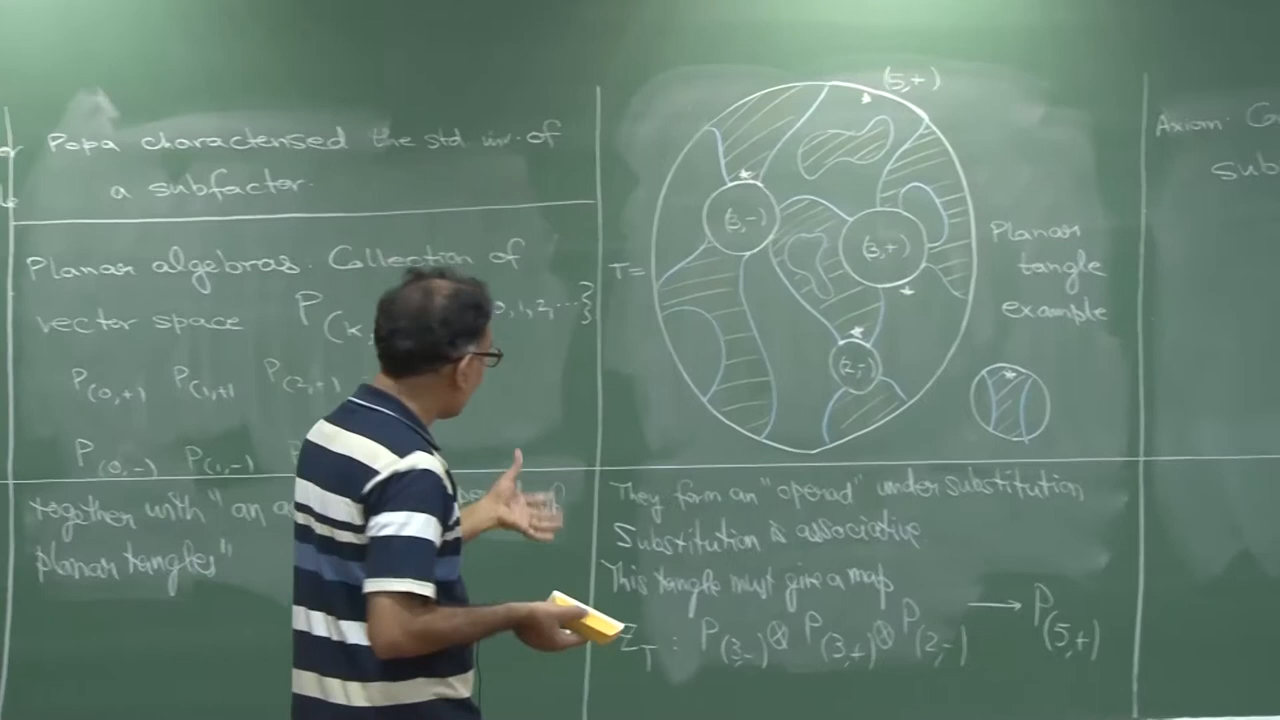 Popa characterised the std inv. of
a subfactor.
Planar algebras. Collection of
vector space P(k, 0,1,2,...}
P(0,+) P(1,+) P(2,+)
P(0,-) P(1,-) P
together with "an
planar tangles"
(5,+)
*
*
(3,-)
(3,+)
*
T=
*
(2,-)
Planar
tangle
example
*
They form an "operad" under substitution
Substitution is associative.
This tangle must give a map
Z_T : P(3,-) ⊗ P(3,+) ⊗ P(2,-) → P(5,+)
Axiom.